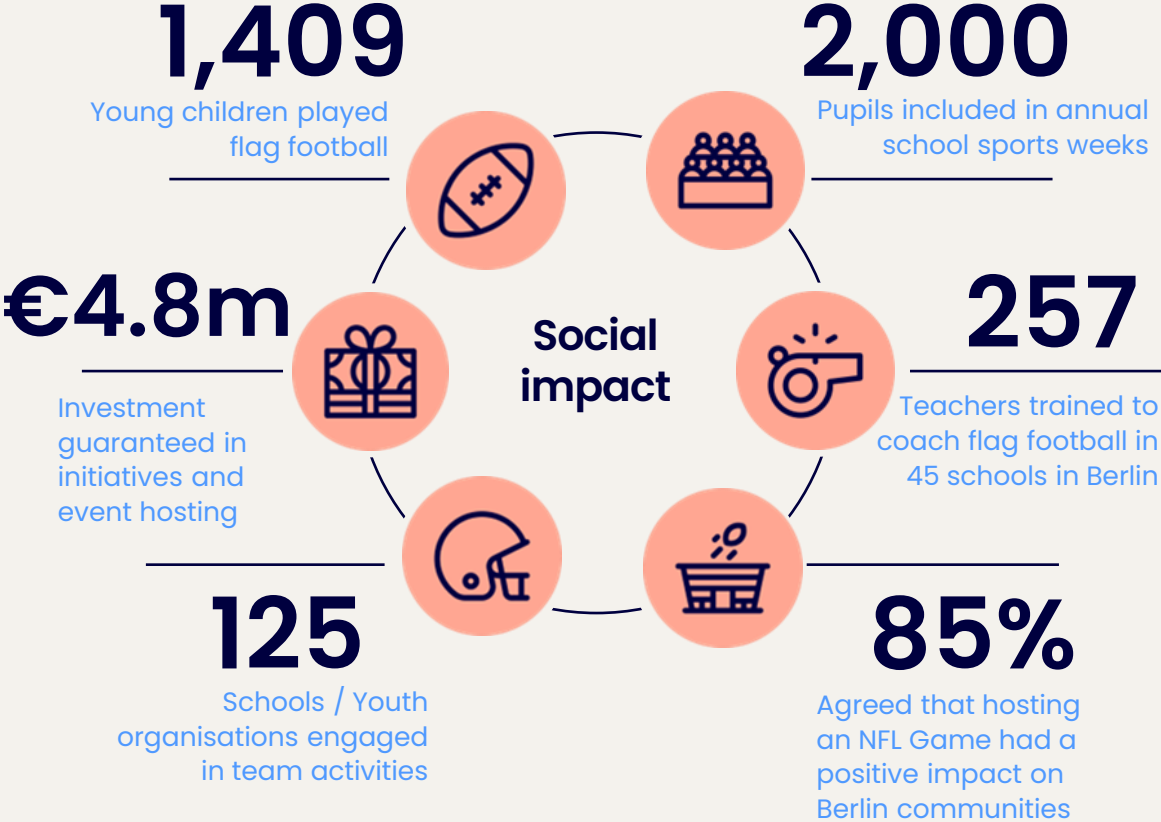 1,409
Young children played
flag football
2,000
Pupils included in annual
school sports weeks
€4.8m
Investment
guaranteed in
initiatives and
event hosting
Social
impact
257
Teachers trained to
coach flag football in
45 schools in Berlin
125
Schools / Youth
organisations engaged
in team activities
85%
Agreed that hosting
an NFL Game had a
positive impact on
Berlin communities